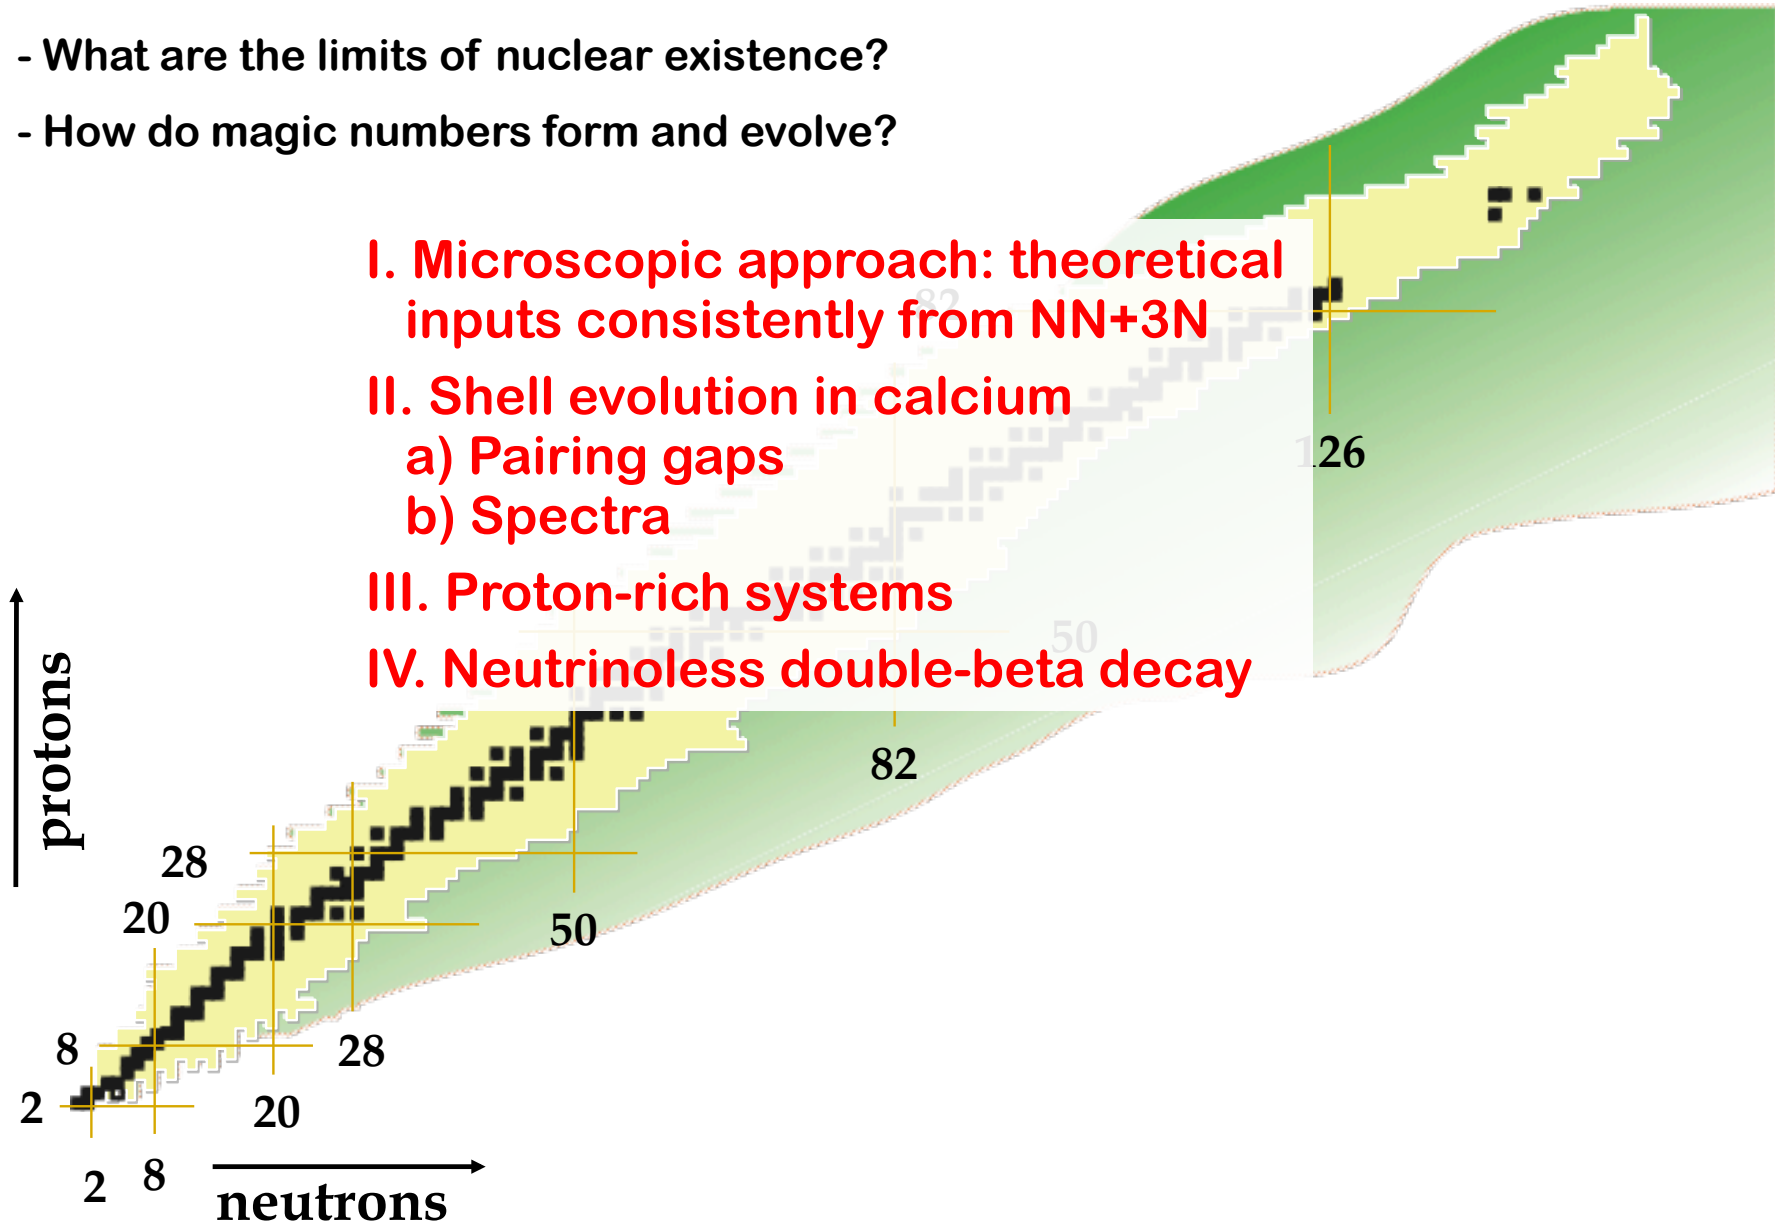 - What are the limits of nuclear existence?
- How do magic numbers form and evolve?
I. Microscopic approach: theoretical
inputs consistently from NN+3N
II. Shell evolution in calcium
a) Pairing gaps
b) Spectra
III. Proton-rich systems
IV. Neutrinoless double-beta decay
82
126
50
82
50
28
20
8
2
28
20
8
2
protons
neutrons